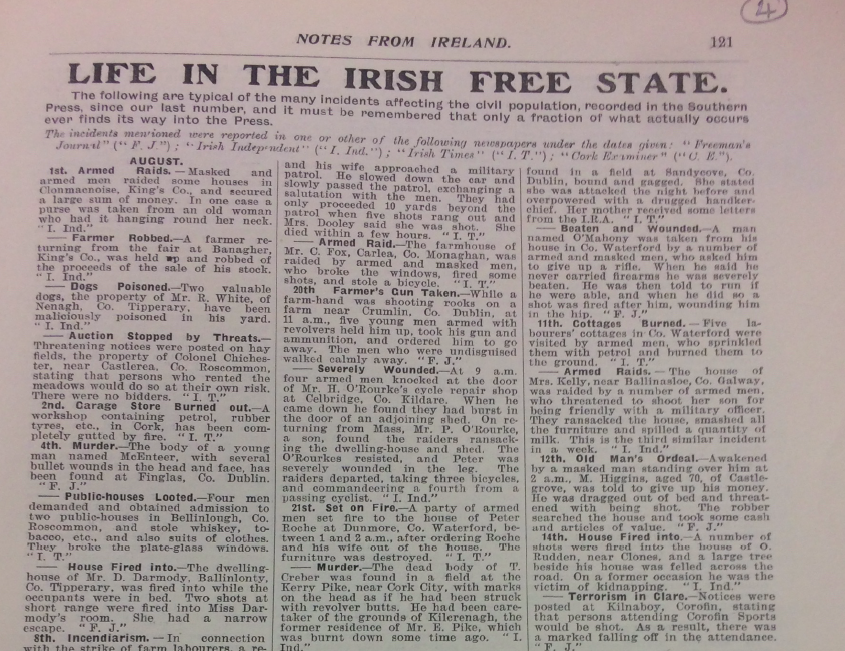 4
NOTES FROM IRELAND.
121
LIFE IN THE IRISH FREE STATE.
The following are typical of the many incidents affecting the civil population, recorded in the Southern
Press, since our last number, and it must be remembered that only a fraction of what actually occurs
ever finds its way into the Press.
The incidents mentioned were reported in one or other of the following newspapers under the dates given: "Freeman's
Journal" ("F. J."); "Irish Independent" ("I. Ind."); "Irish Times" ("I. T."); "Cork Examiner" ("C. E.").
AUGUST.
1st. Armed Raids.—Masked and
armed men raided some houses in
Clonmacnoise, King's Co., and secured
a large sum of money. In one case a
purse was taken from an old woman
who had it hanging round her neck.
"I. Ind."
—— Farmer Robbed.—A farmer re-
turning from the fair at Banagher,
King's Co., was held up and robbed of
the proceeds of the sale of his stock.
"I. Ind."
—— Dogs Poisoned.—Two valuable
dogs, the property of Mr. R. White, of
Nenagh, Co. Tipperary, have been
maliciously poisoned in his yard.
"I. Ind."
—— Auction Stopped by Threats.—
Threatening notices were posted on hay
fields, the property of Colonel Chiches-
ter, near Castlerea, Co. Roscommon,
stating that persons who rented the
meadows would do so at their own risk.
There were no bidders. "I. T."
2nd. Garage Store Burned out.—A
workshop containing petrol, rubber
tyres, etc., in Cork, has been com-
pletely gutted by fire. "I. T."
4th. Murder.—The body of a young
man named McEnteer, with several
bullet wounds in the head and face, has
been found at Finglas, Co. Dublin.
"F. J."
—— Public-houses Looted.—Four men
demanded and obtained admission to
two public-houses in Bellinlough, Co.
Roscommon, and stole whiskey, to-
bacco, etc., and also suits of clothes.
They broke the plate-glass windows.
"I. T."
—— House Fired into.—The dwelling-
house of Mr. D. Darmody, Ballinlonty,
Co. Tipperary, was fired into while the
occupants were in bed. Two shots at
short range were fired into Miss Dar-
mody's room. She had a narrow
escape. "F. J."
8th. Incendiarism.—In connection
with the strike of farm labourers, a re-
and his wife approached a military
patrol. He slowed down the car and
slowly passed the patrol, exchanging a
salutation with the men. They had
only proceeded 10 yards beyond the
patrol when five shots rang out and
Mrs. Dooley said she was shot. She
died within a few hours. "I. T."
—— Armed Raid.—The farmhouse of
Mr. C. Fox, Carlea, Co. Monaghan, was
raided by armed and masked men,
who broke the windows, fired some
shots, and stole a bicycle. "I. T."
20th Farmer's Gun Taken.—While a
farm-hand was shooting rooks on a
farm near Crumlin, Co. Dublin, at
11 a.m., five young men armed with
revolvers held him up, took his gun and
ammunition, and ordered him to go
away. The men who were undisguised
walked calmly away. "F. J."
—— Severely Wounded.—At 9 a.m.
four armed men knocked at the door
of Mr. H. O'Rourke's cycle repair shop
at Celbridge, Co. Kildare. When he
came down he found they had burst in
the door of an adjoining shed. On re-
turning from Mass, Mr. P. O'Rourke,
a son, found the raiders ransack-
ing the dwelling-house and shed. The
O'Rourkes resisted, and Peter was
severely wounded in the leg. The
raiders departed, taking three bicycles,
and commandeering a fourth from a
passing cyclist. "I. Ind."
21st. Set on Fire.—A party of armed
men set fire to the house of Peter
Roche at Dunmore, Co. Waterford, be-
tween 1 and 2 a.m., after ordering Roche
and his wife out of the house. The
furniture was destroyed. "I. T."
—— Murder.—The dead body of T.
Creber was found in a field at the
Kerry Pike, near Cork City, with marks
on the head as if he had been struck
with revolver butts. He had been care-
taker of the grounds of Kilcrenagh, the
former residence of Mr. E. Pike, which
was burnt down some time ago. "I.
Ind."
found in a field at Sandycove, Co.
Dublin, bound and gagged. She stated
she was attacked the night before and
overpowered with a drugged handker-
chief. Her mother received some letters
from the I.R.A. "I. T."
—— Beaten and Wounded.—A man
named O'Mahony was taken from his
house in Co. Waterford by a number of
armed and masked men, who asked him
to give up a rifle. When he said he
never carried firearms he was severely
beaten. He was then told to run if
he were able, and when he did so a
shot was fired after him, wounding him
in the hip. "F. J."
11th. Cottages Burned.—Five la-
bourers' cottages in Co. Waterford were
visited by armed men, who sprinkled
them with petrol and burned them to
the ground. "I. T."
—— Armed Raids.—The house of
Mrs. Kelly, near Ballinasloe, Co. Galway,
was raided by a number of armed men,
who threatened to shoot her son for
being friendly with a military officer.
They ransacked the house, smashed all
the furniture and spilled a quantity of
milk. This is the third similar incident
in a week. "I. Ind."
12th. Old Man's Ordeal.—Awakened
by a masked man standing over him at
2 a.m., M. Higgins, aged 70, of Castle-
grove, was told to give up his money.
He was dragged out of bed and threat-
ened with being shot. The robber
searched the house and took some cash
and articles of value. "F. J."
14th. House Fired into.—A number of
shots were fired into the house of O.
Rudden, near Clones, and a large tree
beside his house was felled across the
road. On a former occasion he was the
victim of kidnapping. "I. Ind."
—— Terrorism in Clare.—Notices were
posted at Kilnaboy, Corofin, stating
that persons attending Corofin Sports
would be shot. As a result, there was
a marked falling off in the attendance.
"F. J."